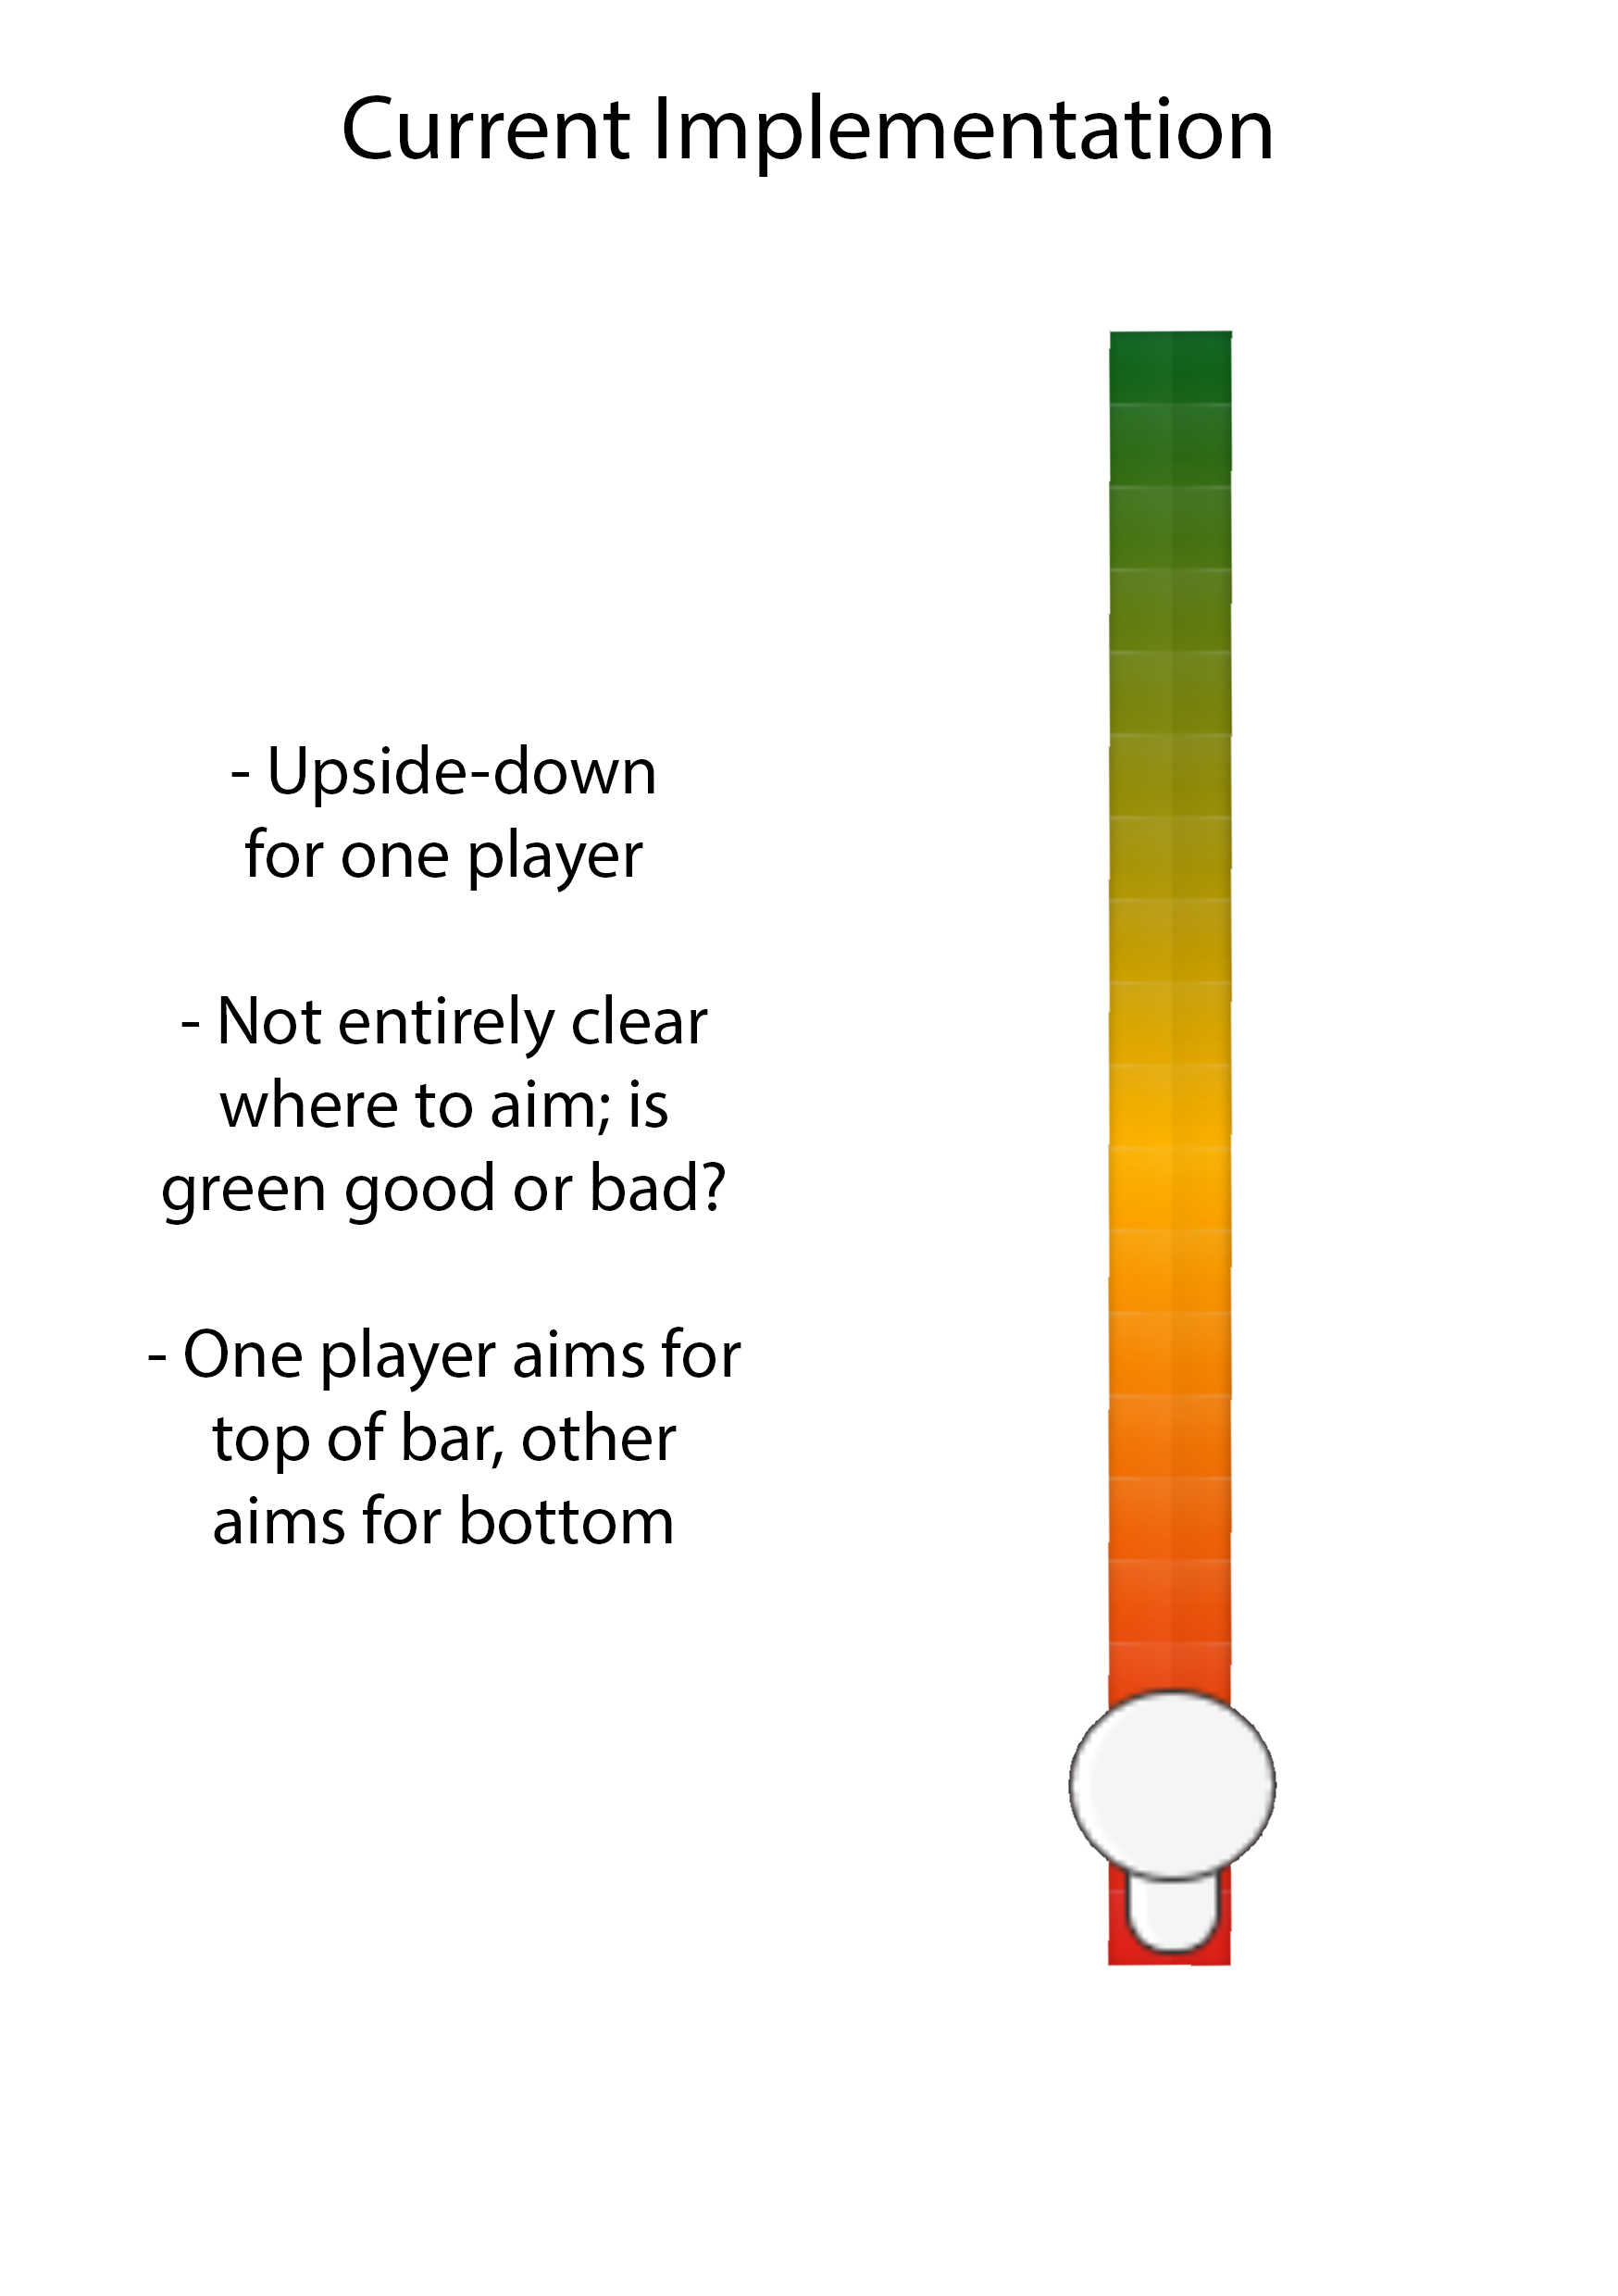 Current Implementation
- Upside-down
for one player
- Not entirely clear
where to aim; is
green good or bad?
- One player aims for
top of bar, other
aims for bottom